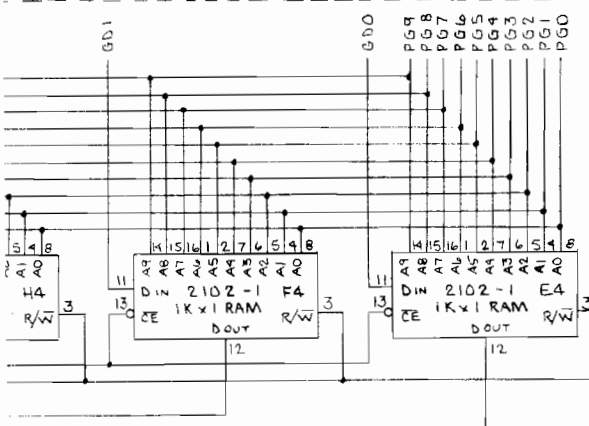 GD1
GD0
PG9
PG8
PG7
PG6
PG5
PG4
PG3
PG2
PG1
PG0
5 4 8
A1 A0
H4
3
R/W̅
14 15 16 1 2 7 6 5 4 8
A9 A8 A7 A6 A5 A4 A3 A2 A1 A0
11
DIN 2102-1 F4
13
1K x 1 RAM
3
C̅E̅
R/W̅
DOUT
12
14 15 16 1 2 7 6 5 4 8
A9 A8 A7 A6 A5 A4 A3 A2 A1 A0
11
DIN 2102-1 E4
13
1K x 1 RAM
3
C̅E̅
R/W̅
DOUT
12